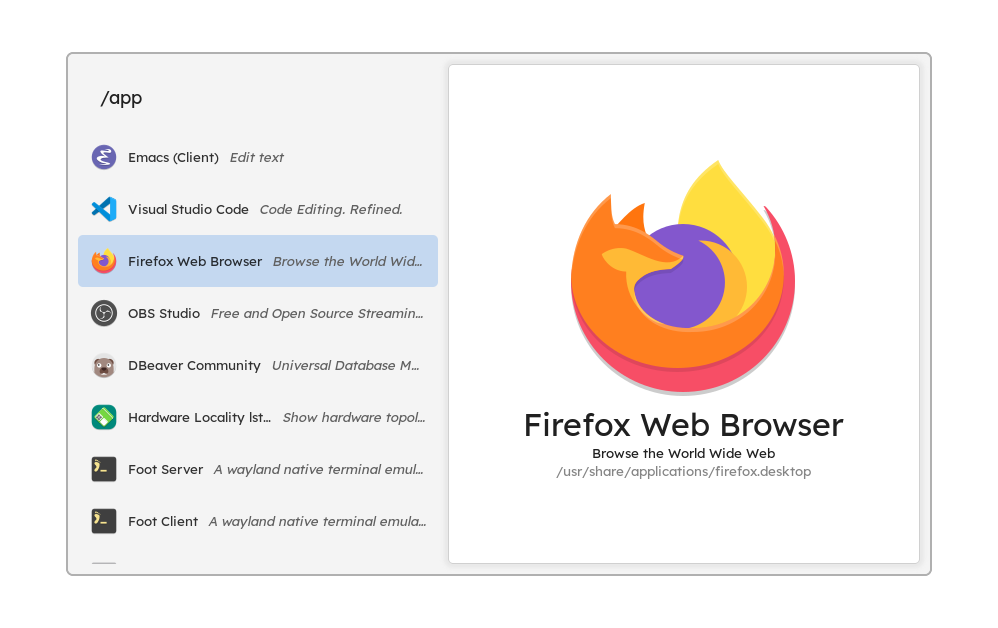 /app
Emacs (Client) Edit text
Visual Studio Code Code Editing. Refined.
Firefox Web Browser Browse the World Wid...
OBS Studio Free and Open Source Streamin...
DBeaver Community Universal Database M...
Hardware Locality lst... Show hardware topol...
Foot Server A wayland native terminal emul...
Foot Client A wayland native terminal emula...
Firefox Web Browser
Browse the World Wide Web
/usr/share/applications/firefox.desktop